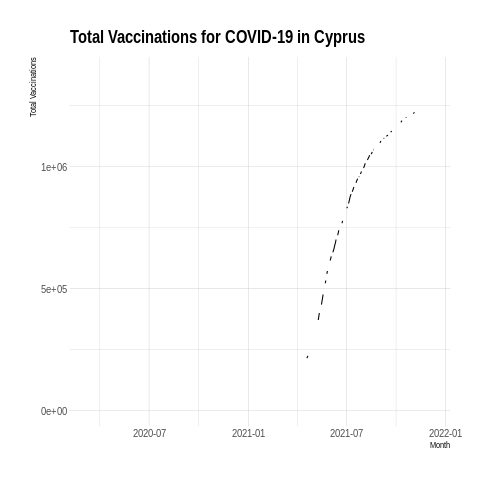 Total Vaccinations for COVID-19 in Cyprus
Total Vaccinations
1e+06
5e+05
0e+00
2020-07 2021-01 2021-07 2022-01
Month